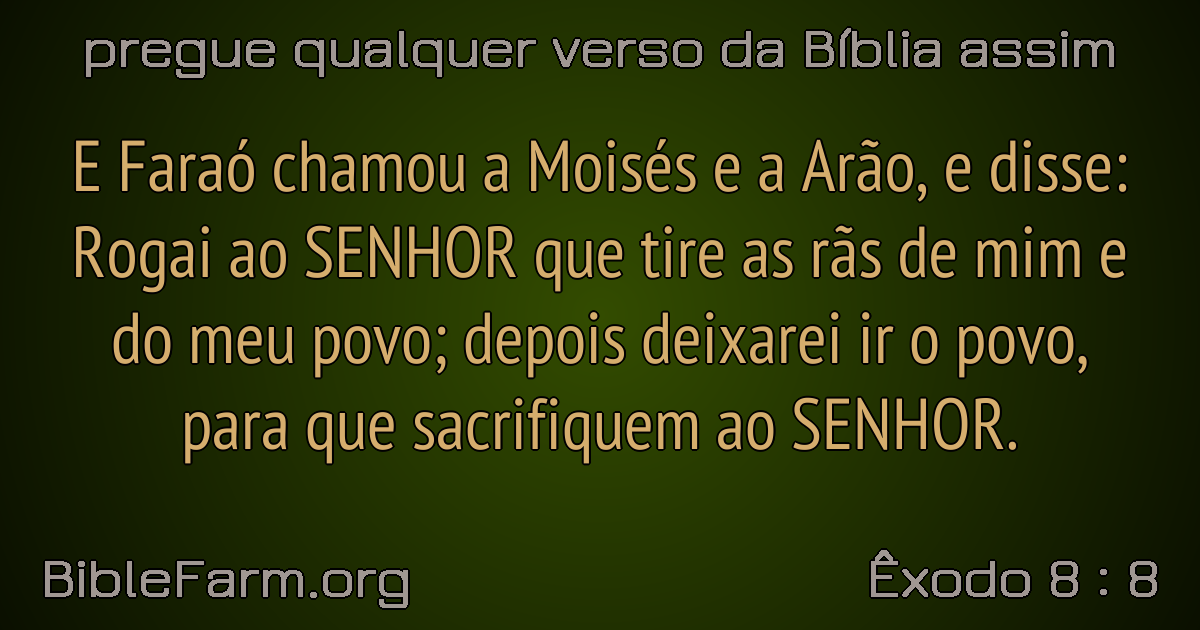 pregue qualquer verso da Bíblia assim
E Faraó chamou a Moisés e a Arão, e disse:
Rogai ao SENHOR que tire as rãs de mim e
do meu povo; depois deixarei ir o povo,
para que sacrifiquem ao SENHOR.
BibleFarm.org
Êxodo 8 : 8